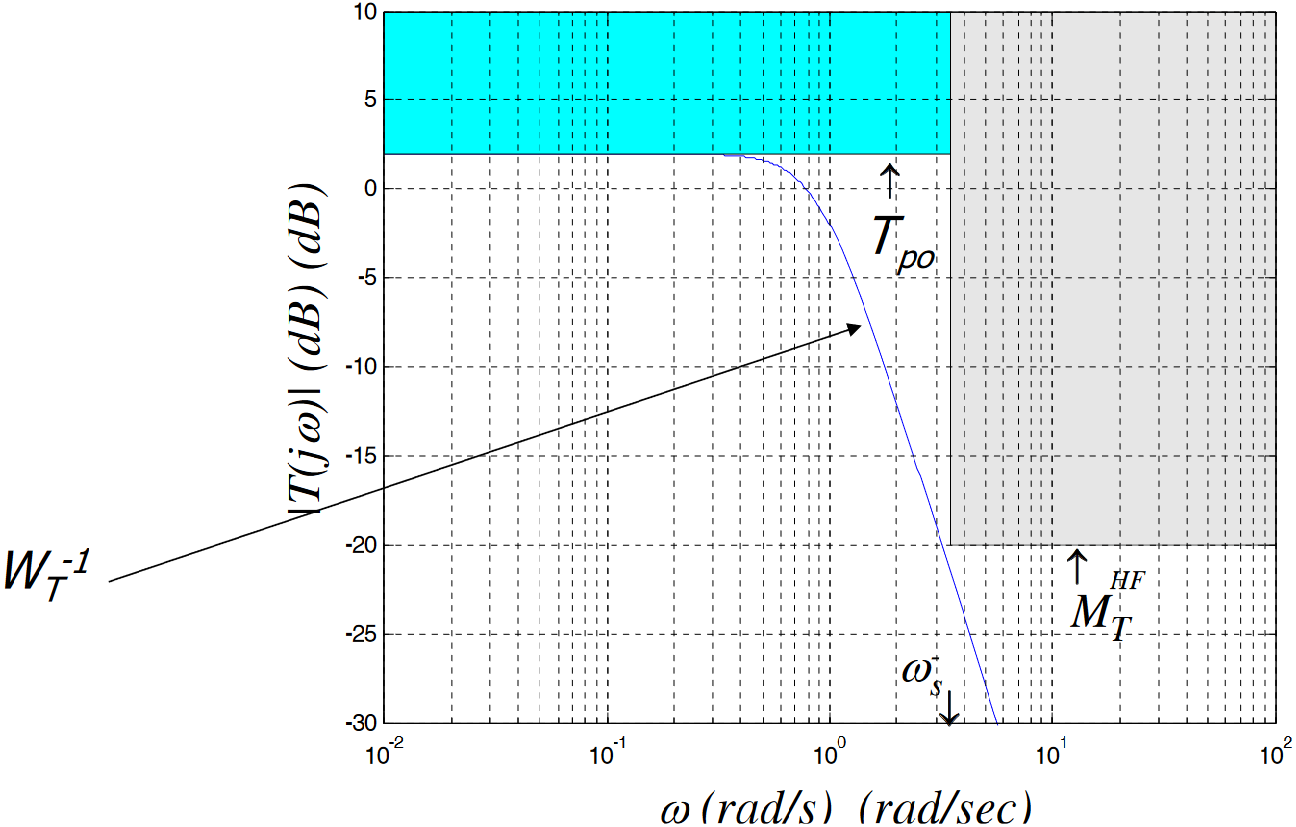 10
5
0
-5
-10
-15
-20
-25
-30
|T(jω)| (dB) (dB)
T_po
W_T^-1
M_T^HF
ω_s^-
10^-2
10^-1
10^0
10^1
10^2
ω (rad/s) (rad/sec)